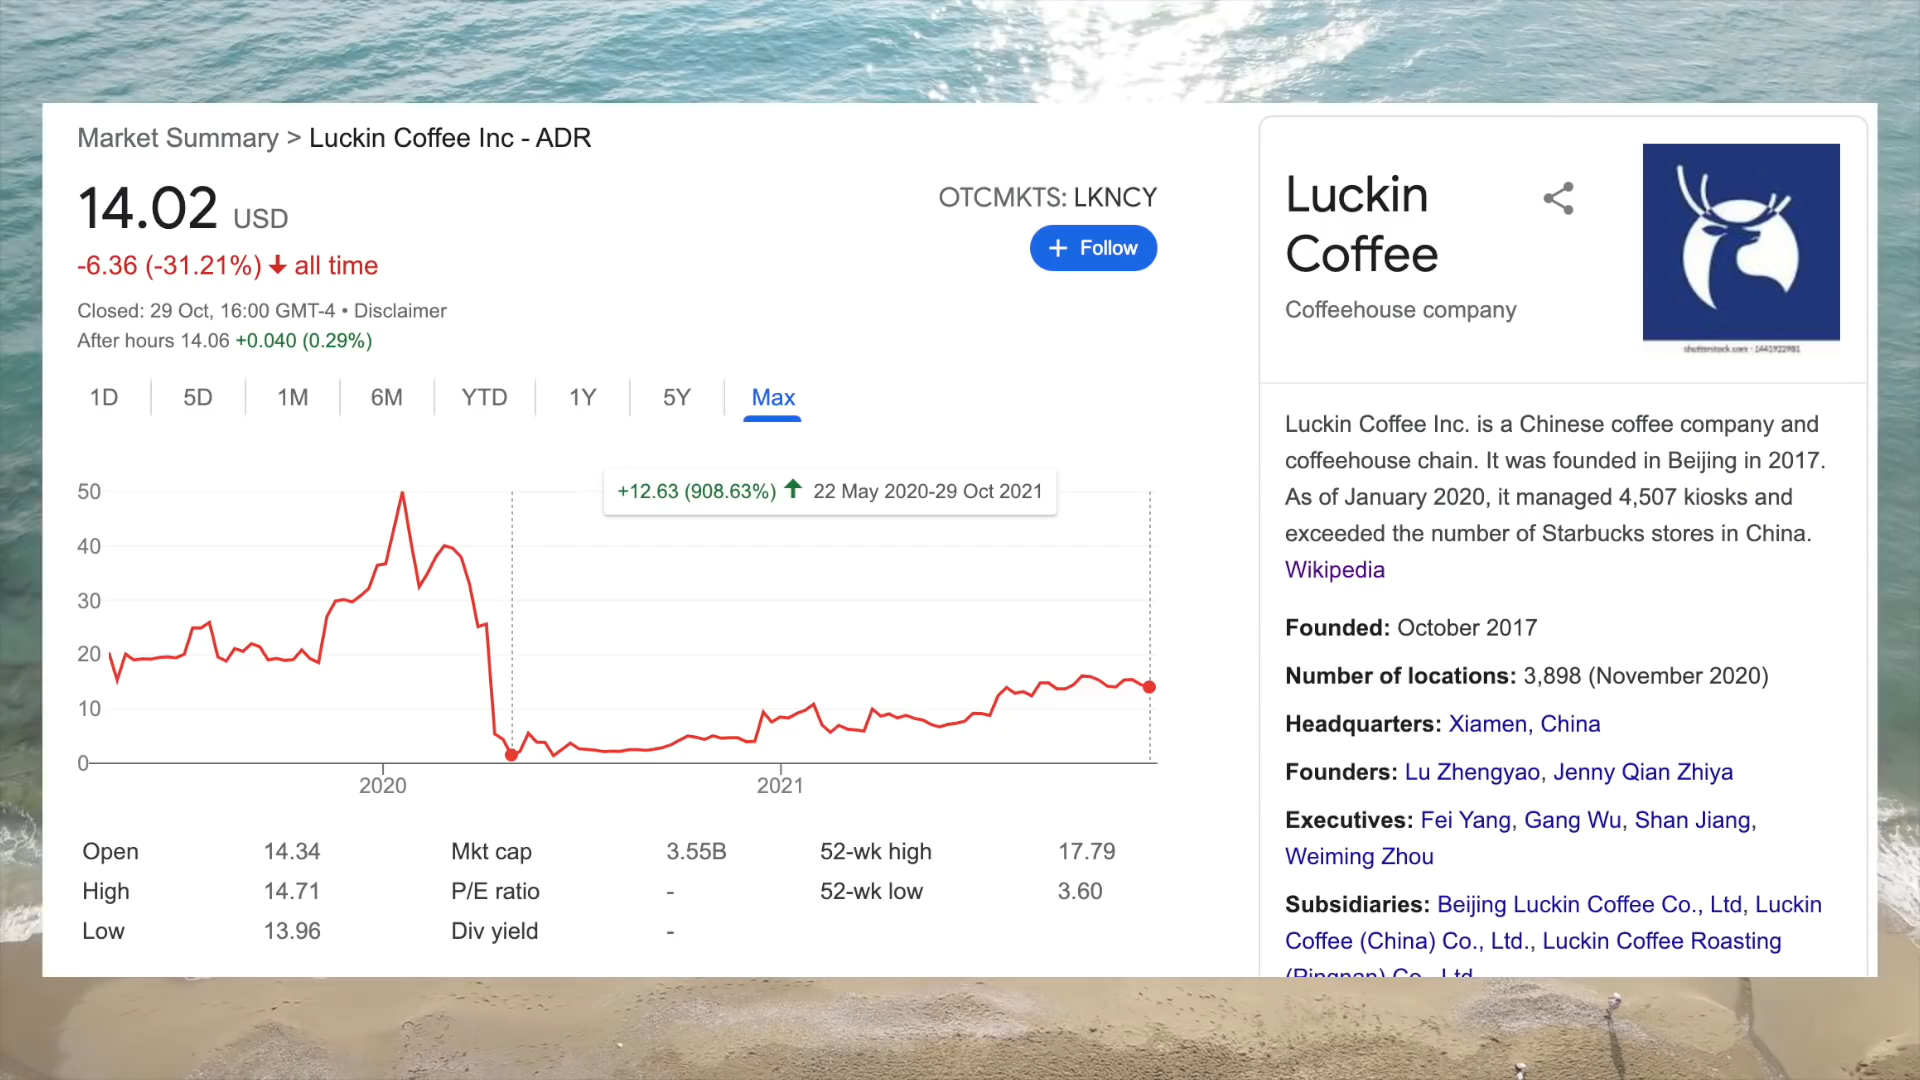 Market Summary > Luckin Coffee Inc - ADR
14.02 USD
-6.36 (-31.21%) ↓ all time
Closed: 29 Oct, 16:00 GMT-4 • Disclaimer
After hours 14.06 +0.040 (0.29%)
OTCMKTS: LKNCY
+ Follow
1D 5D 1M 6M YTD 1Y 5Y Max
+12.63 (908.63%) ↑ 22 May 2020-29 Oct 2021
50
40
30
20
10
0
2020 2021
Open 14.34 Mkt cap 3.55B 52-wk high 17.79
High 14.71 P/E ratio - 52-wk low 3.60
Low 13.96 Div yield -
Luckin
Coffee
Coffeehouse company
shutterstock.com · 1441922981
Luckin Coffee Inc. is a Chinese coffee company and
coffeehouse chain. It was founded in Beijing in 2017.
As of January 2020, it managed 4,507 kiosks and
exceeded the number of Starbucks stores in China.
Wikipedia
Founded: October 2017
Number of locations: 3,898 (November 2020)
Headquarters: Xiamen, China
Founders: Lu Zhengyao, Jenny Qian Zhiya
Executives: Fei Yang, Gang Wu, Shan Jiang,
Weiming Zhou
Subsidiaries: Beijing Luckin Coffee Co., Ltd, Luckin
Coffee (China) Co., Ltd., Luckin Coffee Roasting
(Pingnan) Co., Ltd